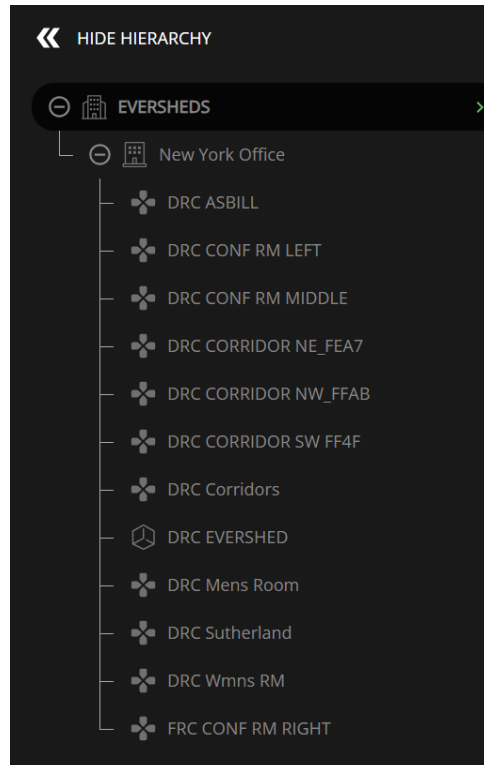 HIDE HIERARCHY
EVERSHEDS
New York Office
DRC ASBILL
DRC CONF RM LEFT
DRC CONF RM MIDDLE
DRC CORRIDOR NE_FEA7
DRC CORRIDOR NW_FFAB
DRC CORRIDOR SW FF4F
DRC Corridors
DRC EVERSHED
DRC Mens Room
DRC Sutherland
DRC Wmns RM
FRC CONF RM RIGHT